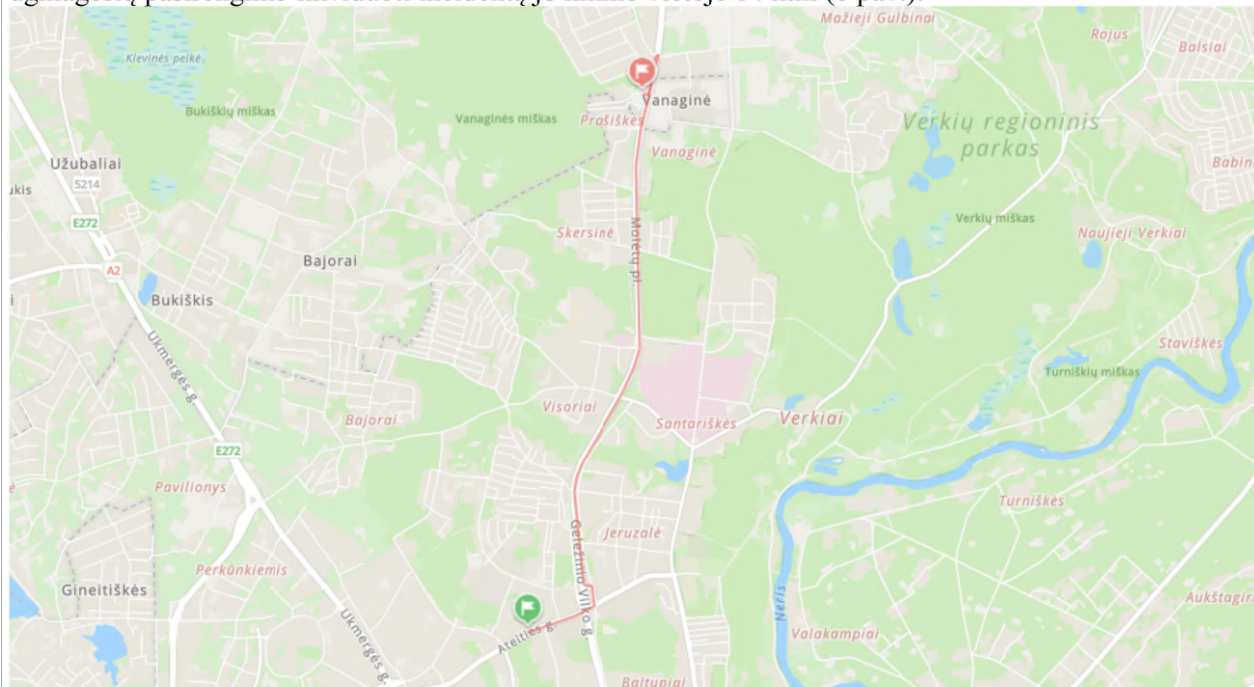 Mažieji Gulbinai
Rojus
Balsiai
Klevinės pelkė
Bukiškių miškas
Vanaginės miškas
Vanaginė
Prašiškės
Verkių regioninis
parkas
Užubaliai
5214
Vanaginė
Babin
ukis
E272
Verkių miškas
Skersinė
Naujieji Verkiai
Molėtų pl.
Bajorai
A2
Bukiškis
Ukmergės g.
Staviškės
Turniškių miškas
Visoriai
Bajorai
Santariškės
Verkiai
E272
Pavilionys
Turniškės
Geležinio Vilko g.
Jeruzalė
Perkūnkiemis
Gineitiškės
Neris
Aukštagiri
Ukmergės g.
Ateities g.
Valakampiai
Baltupiai